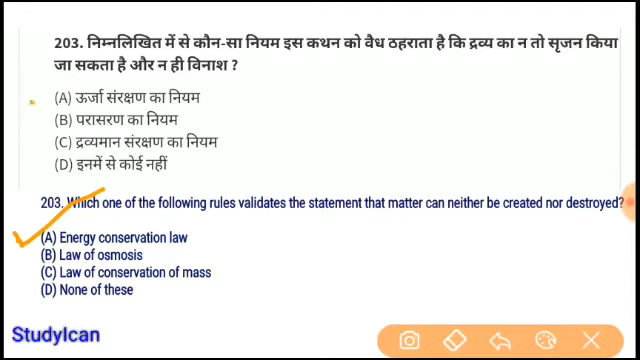 203. निम्नलिखित में से कौन-सा नियम इस कथन को वैध ठहराता है कि द्रव्य का न तो सृजन किया
जा सकता है और न ही विनाश ?
(A) ऊर्जा संरक्षण का नियम
(B) परासरण का नियम
(C) द्रव्यमान संरक्षण का नियम
(D) इनमें से कोई नहीं
203. Which one of the following rules validates the statement that matter can neither be created nor destroyed?
(A) Energy conservation law
(B) Law of osmosis
(C) Law of conservation of mass
(D) None of these
StudyIcan